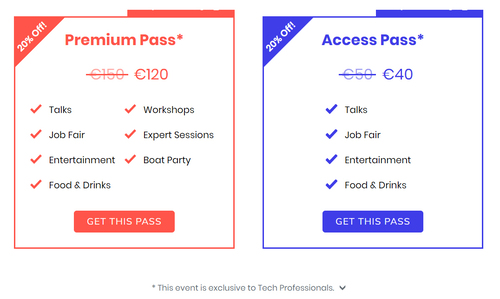 20% Off!
Premium Pass*
€150 €120
Talks
Job Fair
Entertainment
Food & Drinks
Workshops
Expert Sessions
Boat Party
GET THIS PASS
20% Off!
Access Pass*
€50 €40
Talks
Job Fair
Entertainment
Food & Drinks
GET THIS PASS
* This event is exclusive to Tech Professionals.